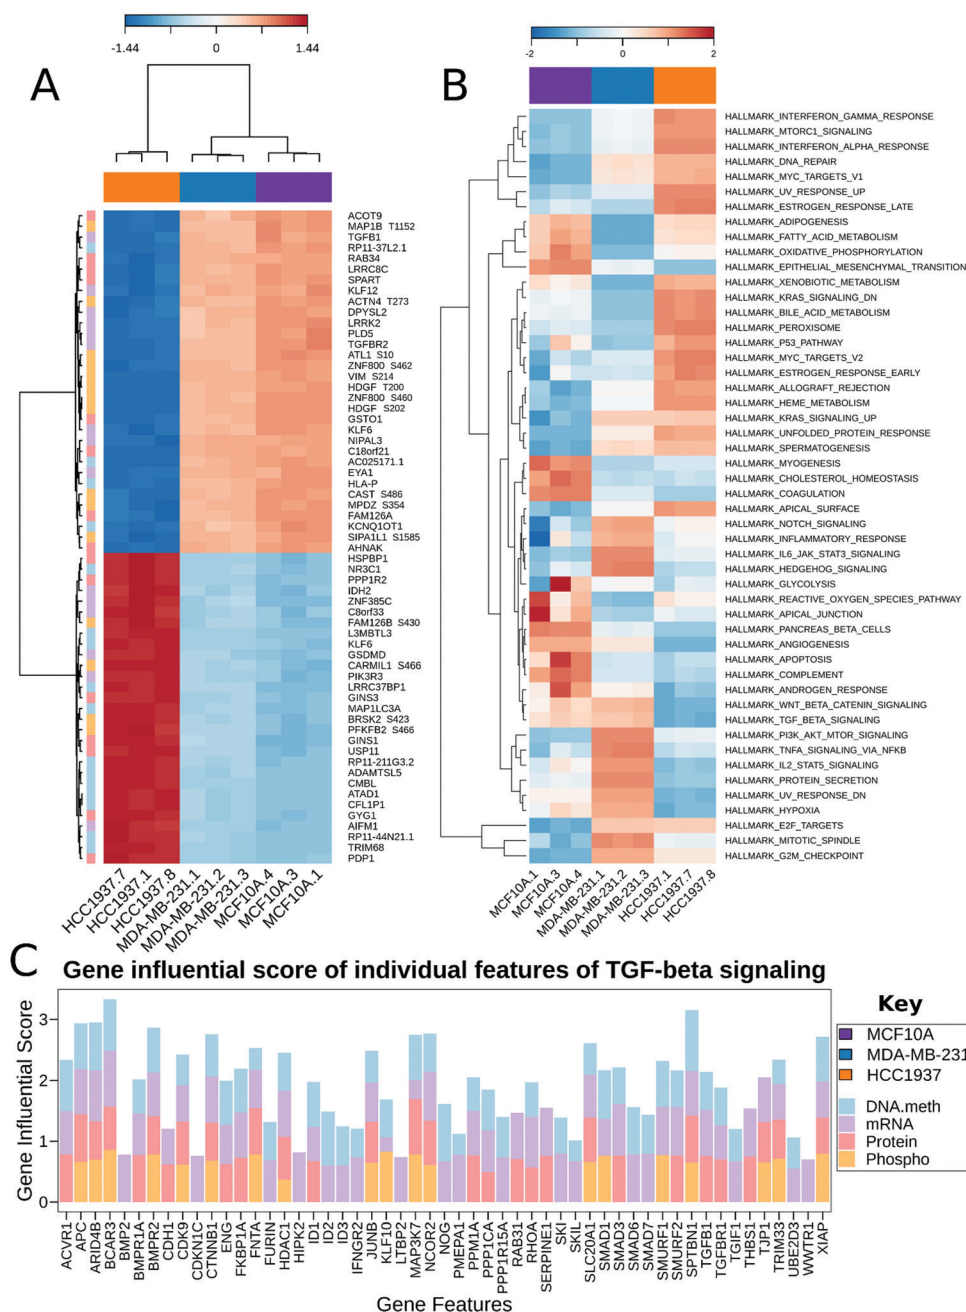 -1.44 0 1.44
A
ACOT9
MAP1B T1152
TGFB1
RP11-37L2.1
RAB34
LRRC8C
SPART
KLF12
ACTN4 T273
DPYSL2
LRRK2
PLD5
TGFBR2
ATL1 S10
ZNF800 S462
VIM S214
HDGF T200
ZNF800 S460
HDGF S202
GSTO1
KLF6
NIPAL3
C18orf21
AC025171.1
EYA1
HLA-P
CAST S486
MPDZ S354
FAM126A
KCNQ1OT1
SIPA1L1 S1585
AHNAK
HSPBP1
NR3C1
PPP1R2
IDH2
ZNF385C
C8orf33
FAM126B S430
L3MBTL3
KLF6
GSDMD
CARMIL1 S466
PIK3R3
LRRC37BP1
GINS3
MAP1LC3A
BRSK2 S423
PFKFB2 S466
GINS1
USP11
RP11-211G3.2
ADAMTSL5
CMBL
ATAD1
CFL1P1
GYG1
AIFM1
RP11-44N21.1
TRIM68
PDP1
HCC1937.7
HCC1937.1
HCC1937.8
MDA-MB-231.1
MDA-MB-231.2
MDA-MB-231.3
MCF10A.4
MCF10A.3
MCF10A.1
-2 0 2
B
HALLMARK_INTERFERON_GAMMA_RESPONSE
HALLMARK_MTORC1_SIGNALING
HALLMARK_INTERFERON_ALPHA_RESPONSE
HALLMARK_DNA_REPAIR
HALLMARK_MYC_TARGETS_V1
HALLMARK_UV_RESPONSE_UP
HALLMARK_ESTROGEN_RESPONSE_LATE
HALLMARK_ADIPOGENESIS
HALLMARK_FATTY_ACID_METABOLISM
HALLMARK_OXIDATIVE_PHOSPHORYLATION
HALLMARK_EPITHELIAL_MESENCHYMAL_TRANSITION
HALLMARK_XENOBIOTIC_METABOLISM
HALLMARK_KRAS_SIGNALING_DN
HALLMARK_BILE_ACID_METABOLISM
HALLMARK_PEROXISOME
HALLMARK_P53_PATHWAY
HALLMARK_MYC_TARGETS_V2
HALLMARK_ESTROGEN_RESPONSE_EARLY
HALLMARK_ALLOGRAFT_REJECTION
HALLMARK_HEME_METABOLISM
HALLMARK_KRAS_SIGNALING_UP
HALLMARK_UNFOLDED_PROTEIN_RESPONSE
HALLMARK_SPERMATOGENESIS
HALLMARK_MYOGENESIS
HALLMARK_CHOLESTEROL_HOMEOSTASIS
HALLMARK_COAGULATION
HALLMARK_APICAL_SURFACE
HALLMARK_NOTCH_SIGNALING
HALLMARK_INFLAMMATORY_RESPONSE
HALLMARK_IL6_JAK_STAT3_SIGNALING
HALLMARK_HEDGEHOG_SIGNALING
HALLMARK_GLYCOLYSIS
HALLMARK_REACTIVE_OXYGEN_SPECIES_PATHWAY
HALLMARK_APICAL_JUNCTION
HALLMARK_PANCREAS_BETA_CELLS
HALLMARK_ANGIOGENESIS
HALLMARK_APOPTOSIS
HALLMARK_COMPLEMENT
HALLMARK_ANDROGEN_RESPONSE
HALLMARK_WNT_BETA_CATENIN_SIGNALING
HALLMARK_TGF_BETA_SIGNALING
HALLMARK_PI3K_AKT_MTOR_SIGNALING
HALLMARK_TNFA_SIGNALING_VIA_NFKB
HALLMARK_IL2_STAT5_SIGNALING
HALLMARK_PROTEIN_SECRETION
HALLMARK_UV_RESPONSE_DN
HALLMARK_HYPOXIA
HALLMARK_E2F_TARGETS
HALLMARK_MITOTIC_SPINDLE
HALLMARK_G2M_CHECKPOINT
MCF10A.1
MCF10A.3
MCF10A.4
MDA-MB-231.1
MDA-MB-231.2
MDA-MB-231.3
HCC1937.1
HCC1937.7
HCC1937.8
C
Gene influential score of individual features of TGF-beta signaling
Gene Influential Score
3
2
1
0
ACVR1
APC
ARID4B
BCAR3
BMP2
BMPR1A
BMPR2
CDH1
CDK9
CDKN1C
CTNNB1
ENG
FKBP1A
FNTA
FURIN
HDAC1
HIPK2
ID1
ID2
ID3
IFNGR2
JUNB
KLF10
LTBP2
MAP3K7
NCOR2
NOG
PMEPA1
PPM1A
PPP1CA
PPP1R15A
RAB31
RHOA
SERPINE1
SKI
SKIL
SLC20A1
SMAD1
SMAD3
SMAD6
SMAD7
SMURF1
SMURF2
SPTBN1
TGFB1
TGFBR1
TGIF1
THBS1
TJP1
TRIM33
UBE2D3
WWTR1
XIAP
Gene Features
Key
MCF10A
MDA-MB-231
HCC1937
DNA.meth
mRNA
Protein
Phospho